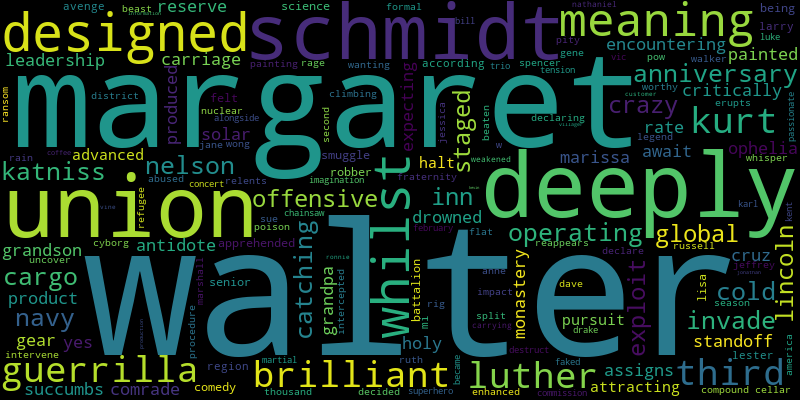 avenge beast reserve science formal bill nathaniel being
designed schmidt meaning larry luke
leadership carriage painting rage wanting according trio pity gene spencer tension encountering vic pow walker painted
ransom margaret produced felt nuclear solar alongside climbing expecting staged anniversary
district second jessica beaten declaring worthy customer erupts critically passionate
rain advanced coffee jane wong smuggle halt kurt crazy rate legend ophelia
katniss nelson robber fraternity w marissa await whisper
abused concert relents imagination weakened village
union refugee offensive whilst inn deeply karl kent
vine sue chainsaw drowned flat operating global lincoln
grandson cyborg antidote poison catching reappears declare russell
uncover apprehended ronnie february anne monastery cruz jeffrey jonathan
cargo walter grandpa intercepted battalion impact dave exploit lisa cold
product marshall senior rig split pursuit season america
navy procedure ml carrying drake invade
gear yes holy destruct standoff
intervene region martial ruth faked assigns lester
guerrilla brilliant luther third
succumbs comrade comedy thousand decided superhero became enhanced commission attracting compound cellar